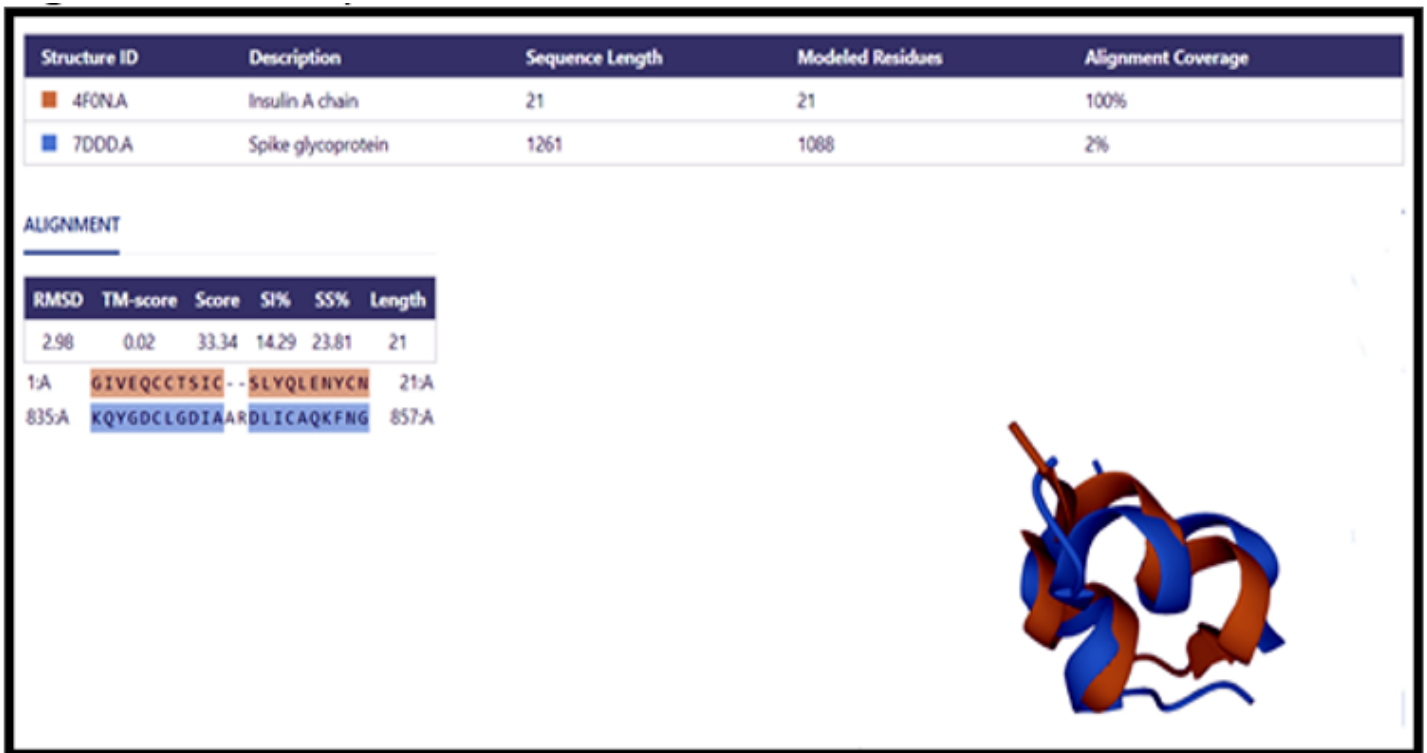 Structure ID Description Sequence Length Modeled Residues Alignment Coverage
4F0N.A Insulin A chain 21 21 100%
7DDD.A Spike glycoprotein 1261 1088 2%
ALIGNMENT
RMSD TM-score Score SI% SS% Length
2.98 0.02 33.34 14.29 23.81 21
1:A GIVEQCCTSIC--SLYQLENYCN 21:A
835:A KQYGDCLGDIAARDLICAQKFNG 857:A